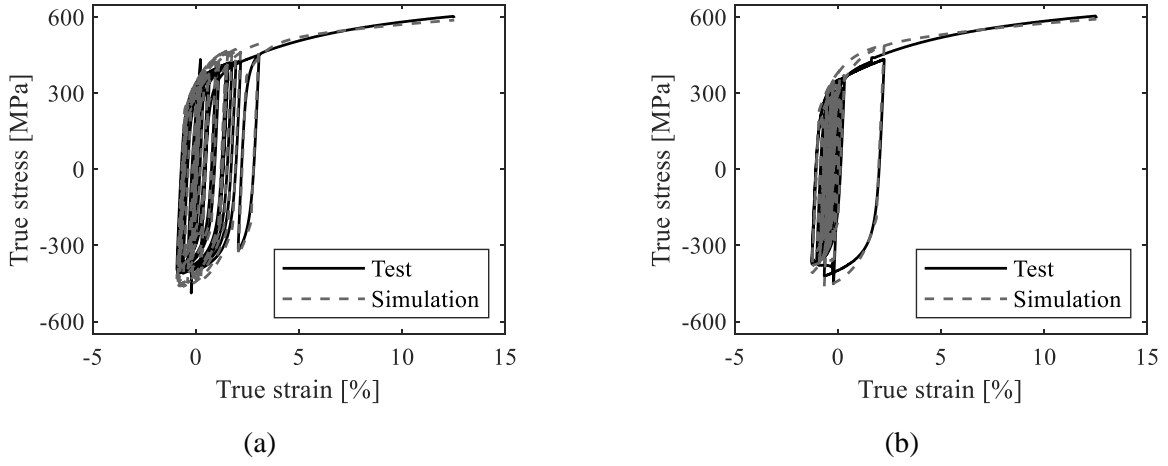 600
300
0
-300
-600
True stress [MPa]
-5 0 5 10 15
True strain [%]
Test
Simulation
(a)
600
300
0
-300
-600
True stress [MPa]
-5 0 5 10 15
True strain [%]
Test
Simulation
(b)